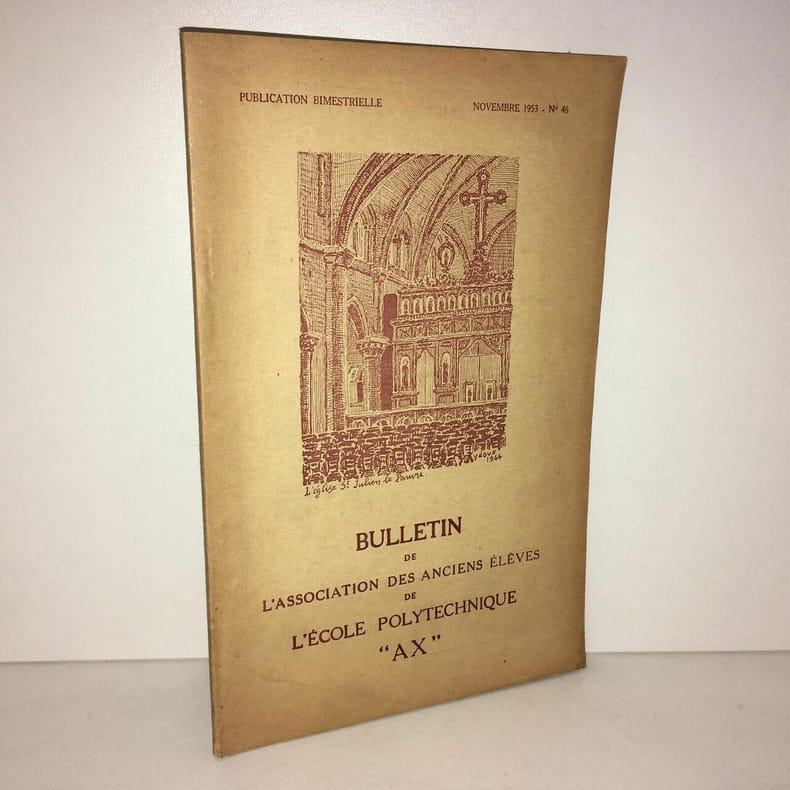 PUBLICATION BIMESTRIELLE
NOVEMBRE 1953 - Nº 46
1944
L'église St Julien le Pauvre.
BULLETIN
DE
L'ASSOCIATION DES ANCIENS ÉLÈVES
DE
L'ÉCOLE POLYTECHNIQUE
"AX"